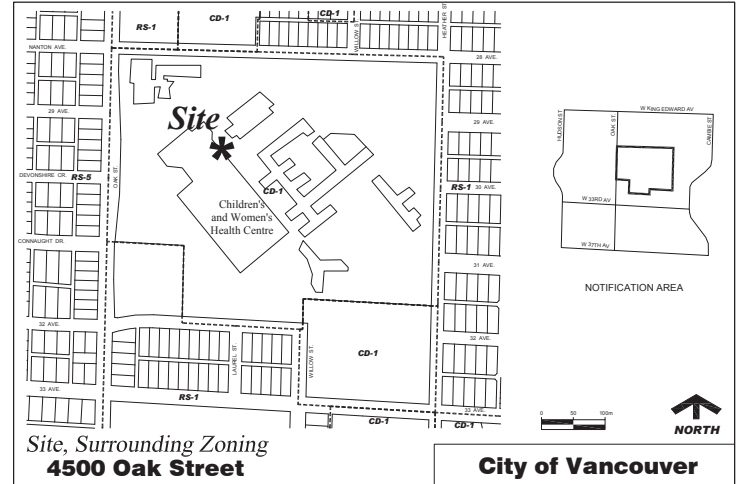 RS-1
CD-1
CD-1
WILLOW ST.
HEATHER ST.
NANTON AVE.
28 AVE.
Site
29 AVE.
29 AVE.
OAK ST.
DEVONSHIRE CR.
RS-5
CD-1
RS-1
30 AVE.
Children's
and Women's
Health Centre
CONNAUGHT DR.
31 AVE.
32 AVE.
LAUREL ST.
WILLOW ST.
32 AVE.
CD-1
33 AVE.
RS-1
33 AVE.
CD-1
CD-1
W KING EDWARD AV
HUDSON ST.
OAK ST.
CAMBIE ST.
W 33RD AV
W 37TH AV
NOTIFICATION AREA
0 50 100m
NORTH
Site, Surrounding Zoning
4500 Oak Street
City of Vancouver